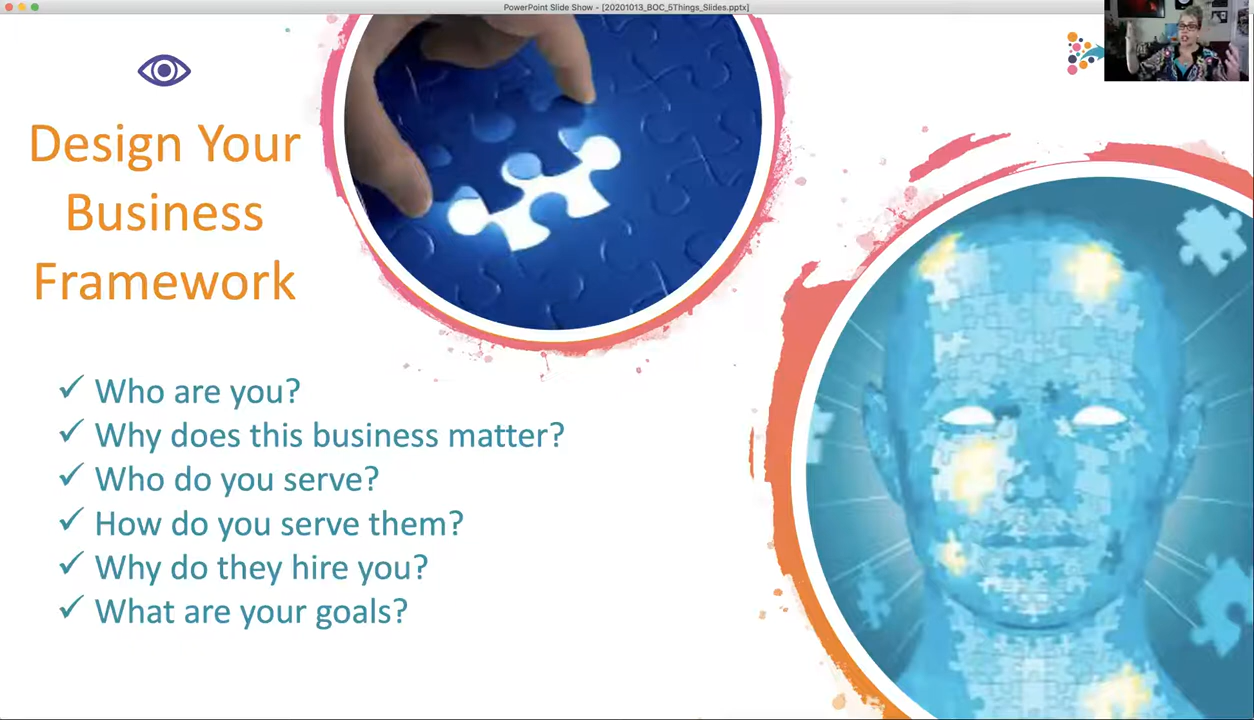 PowerPoint Slide Show - [20201013_BOC_5Things_Slides.pptx]
Design Your
Business
Framework
✓ Who are you?
✓ Why does this business matter?
✓ Who do you serve?
✓ How do you serve them?
✓ Why do they hire you?
✓ What are your goals?